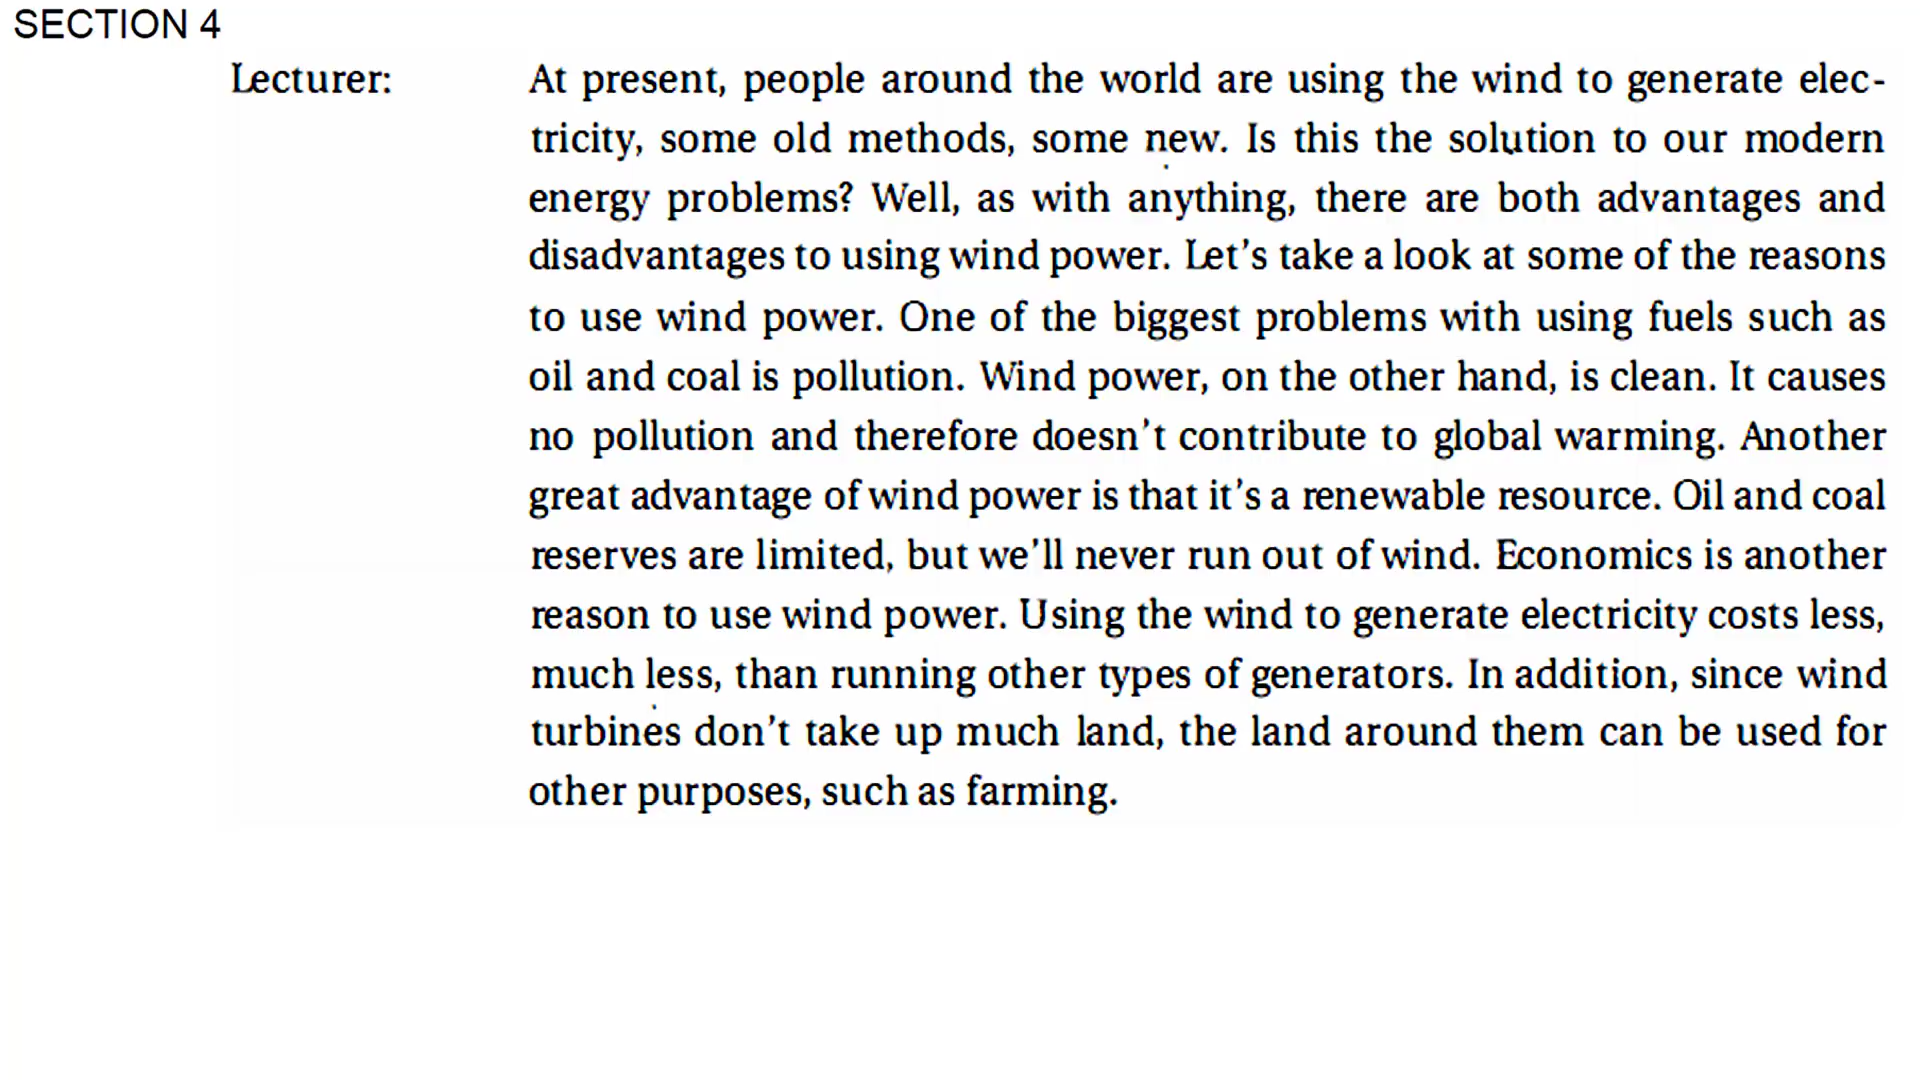 SECTION 4
Lecturer: At present, people around the world are using the wind to generate elec-
tricity, some old methods, some new. Is this the solution to our modern
energy problems? Well, as with anything, there are both advantages and
disadvantages to using wind power. Let's take a look at some of the reasons
to use wind power. One of the biggest problems with using fuels such as
oil and coal is pollution. Wind power, on the other hand, is clean. It causes
no pollution and therefore doesn't contribute to global warming. Another
great advantage of wind power is that it's a renewable resource. Oil and coal
reserves are limited, but we'll never run out of wind. Economics is another
reason to use wind power. Using the wind to generate electricity costs less,
much less, than running other types of generators. In addition, since wind
turbines don't take up much land, the land around them can be used for
other purposes, such as farming.